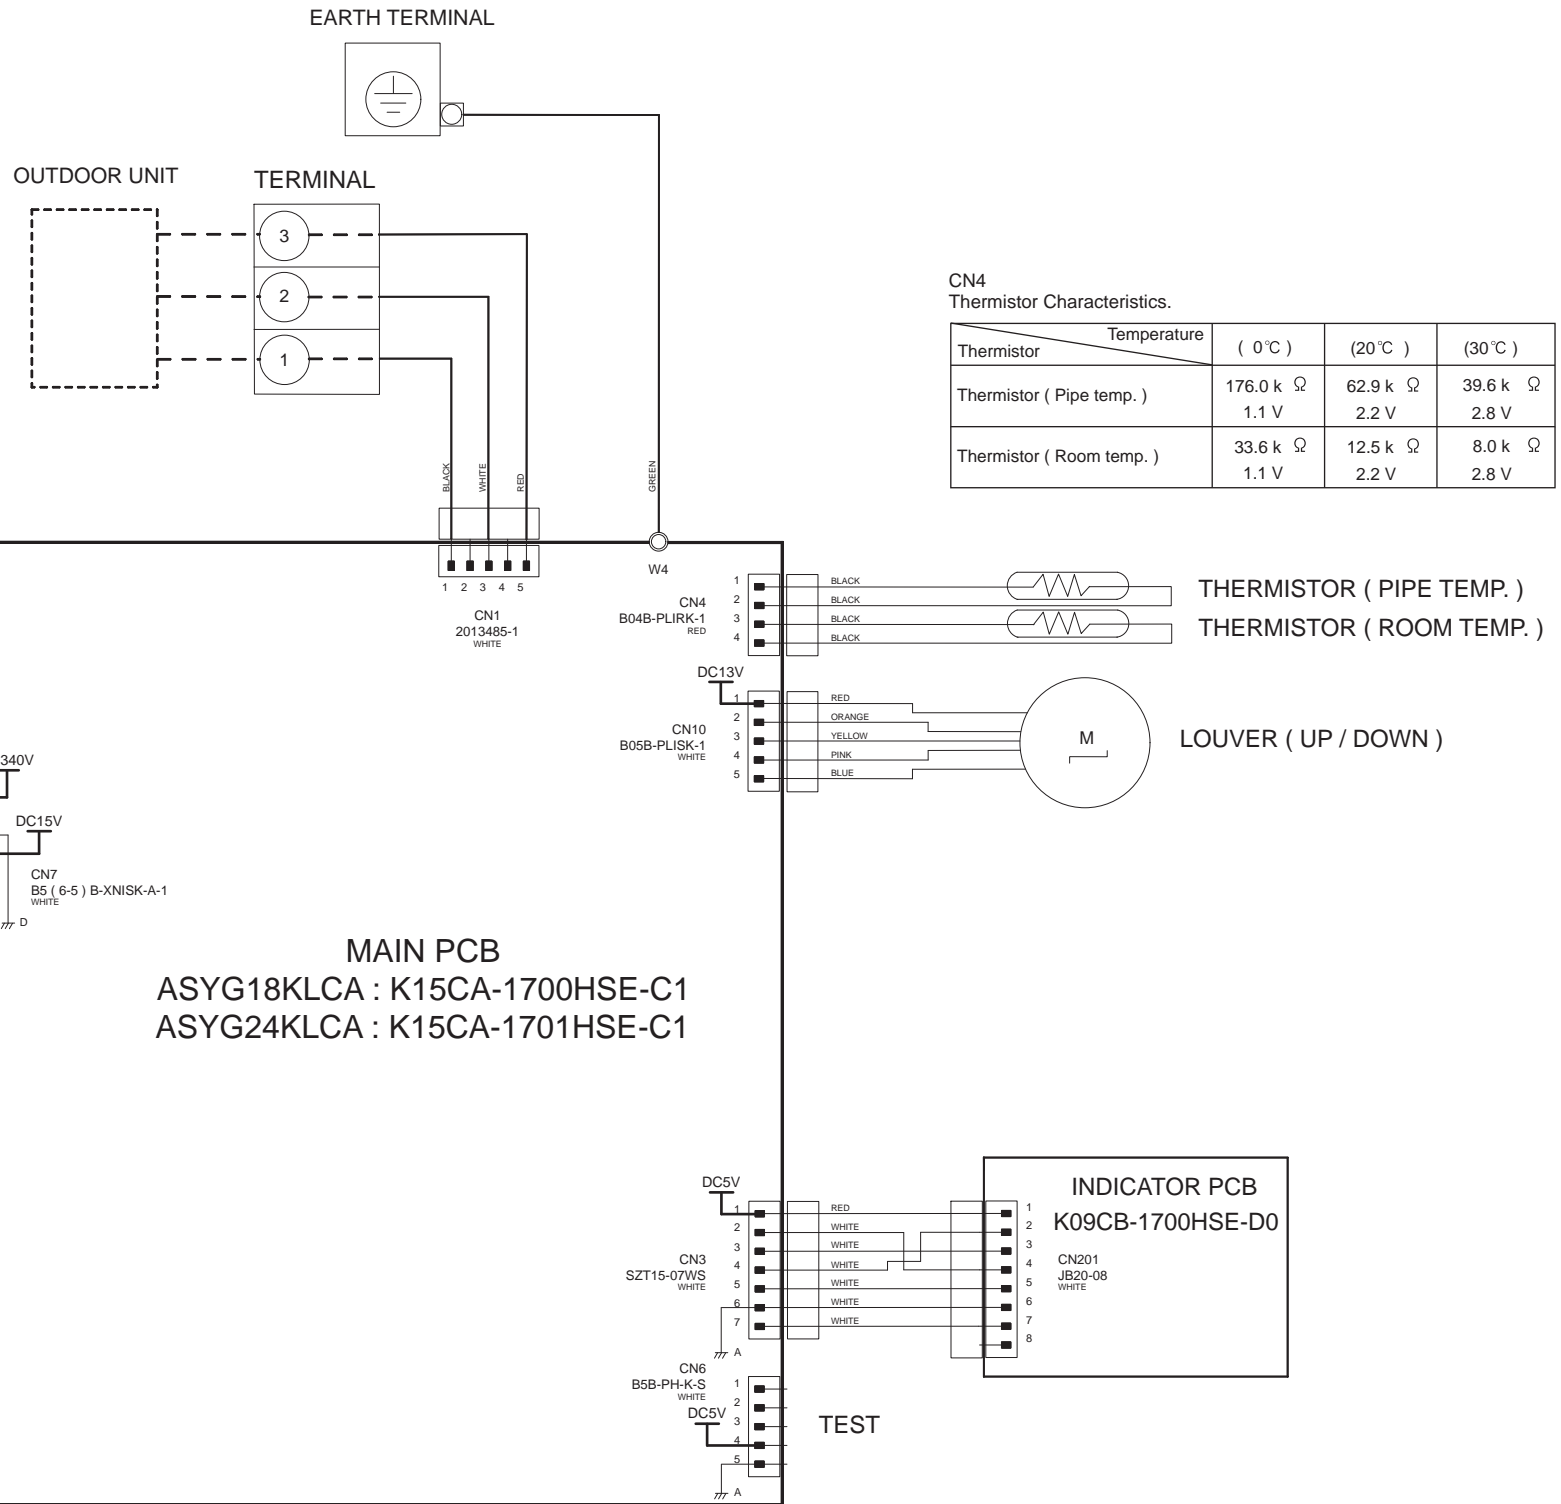 EARTH TERMINAL
OUTDOOR UNIT
TERMINAL
3
2
1
BLACK
WHITE
RED
GREEN
CN4
Thermistor Characteristics.
Temperature
Thermistor
( 0℃ )
(20℃ )
(30℃ )
Thermistor ( Pipe temp. )
176.0 k Ω
62.9 k Ω
39.6 k Ω
1.1 V
2.2 V
2.8 V
Thermistor ( Room temp. )
33.6 k Ω
12.5 k Ω
8.0 k Ω
1.1 V
2.2 V
2.8 V
1 2 3 4 5
CN1
2013485-1
WHITE
W4
CN4
B04B-PLIRK-1
RED
1
2
3
4
BLACK
BLACK
BLACK
BLACK
THERMISTOR ( PIPE TEMP. )
THERMISTOR ( ROOM TEMP. )
DC13V
CN10
B05B-PLISK-1
WHITE
1
2
3
4
5
RED
ORANGE
YELLOW
PINK
BLUE
M
LOUVER ( UP / DOWN )
340V
DC15V
CN7
B5 ( 6-5 ) B-XNISK-A-1
WHITE
D
MAIN PCB
ASYG18KLCA : K15CA-1700HSE-C1
ASYG24KLCA : K15CA-1701HSE-C1
DC5V
CN3
SZT15-07WS
WHITE
1
2
3
4
5
6
7
A
RED
WHITE
WHITE
WHITE
WHITE
WHITE
WHITE
INDICATOR PCB
K09CB-1700HSE-D0
1
2
3
4
5
6
7
8
CN201
JB20-08
WHITE
CN6
B5B-PH-K-S
WHITE
DC5V
1
2
3
4
5
A
TEST